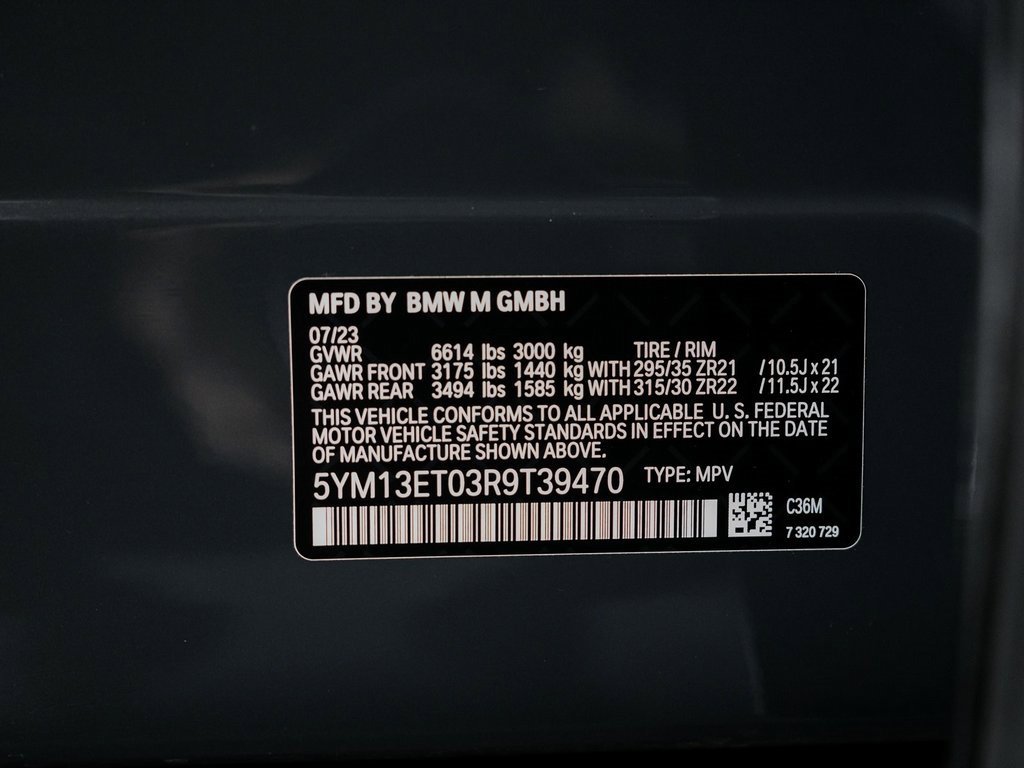 MFD BY BMW M GMBH
07/23
GVWR 6614 lbs 3000 kg TIRE / RIM
GAWR FRONT 3175 lbs 1440 kg WITH 295/35 ZR21 / 10.5J x 21
GAWR REAR 3494 lbs 1585 kg WITH 315/30 ZR22 / 11.5J x 22
THIS VEHICLE CONFORMS TO ALL APPLICABLE U. S. FEDERAL
MOTOR VEHICLE SAFETY STANDARDS IN EFFECT ON THE DATE
OF MANUFACTURE SHOWN ABOVE.
5YM13ET03R9T39470 TYPE: MPV
C36M
7 320 729